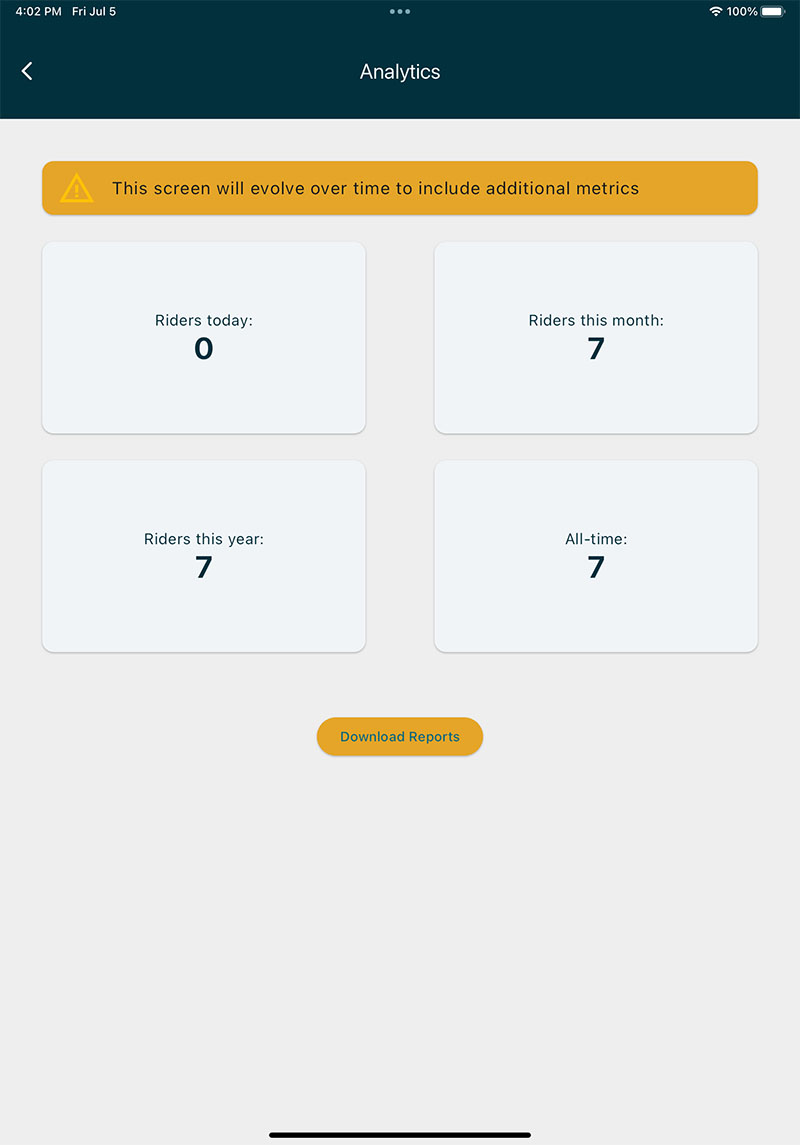 4:02 PM Fri Jul 5
100%
Analytics
This screen will evolve over time to include additional metrics
Riders today:
0
Riders this month:
7
Riders this year:
7
All-time:
7
Download Reports